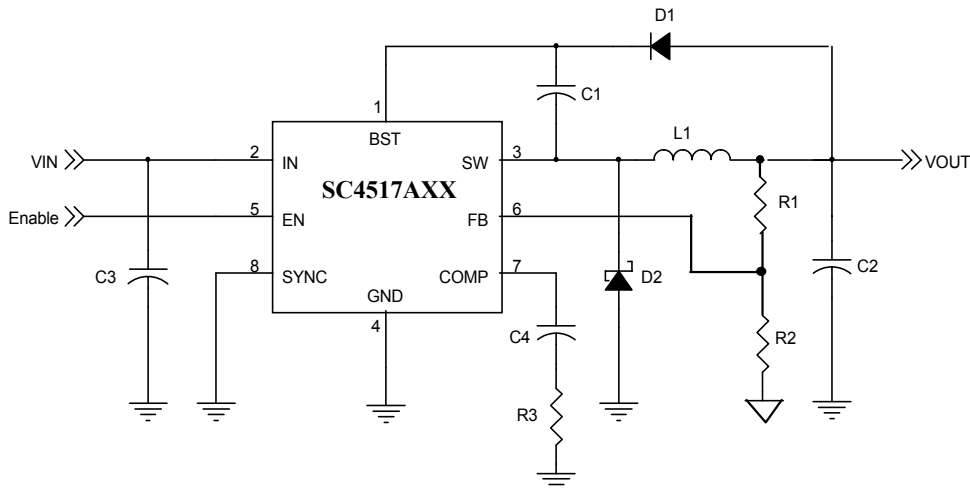 D1
C1
1
BST
L1
VIN
2
IN
SW
3
VOUT
SC4517AXX
R1
Enable
5
EN
FB
6
C3
8
SYNC
COMP
7
D2
C2
GND
4
C4
R2
R3